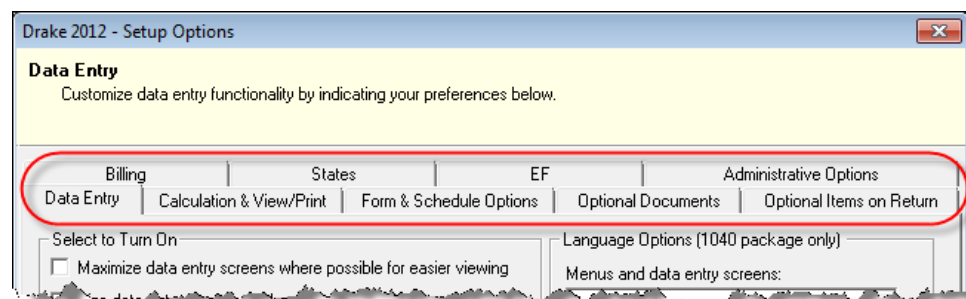 Drake 2012 - Setup Options
Data Entry
Customize data entry functionality by indicating your preferences below.
Billing States EF Administrative Options
Data Entry Calculation & View/Print Form & Schedule Options Optional Documents Optional Items on Return
Select to Turn On Language Options (1040 package only)
Maximize data entry screens where possible for easier viewing Menus and data entry screens: